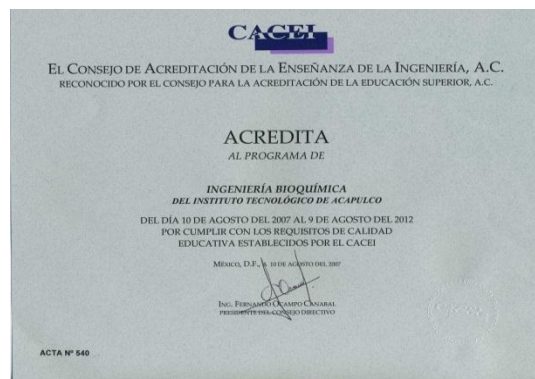 CACEI
EL CONSEJO DE ACREDITACIÓN DE LA ENSEÑANZA DE LA INGENIERÍA, A.C.
RECONOCIDO POR EL CONSEJO PARA LA ACREDITACIÓN DE LA EDUCACIÓN SUPERIOR, A.C.
ACREDITA
AL PROGRAMA DE
INGENIERÍA BIOQUÍMICA
DEL INSTITUTO TECNOLÓGICO DE ACAPULCO
DEL DÍA 10 DE AGOSTO DEL 2007 AL 9 DE AGOSTO DEL 2012
POR CUMPLIR CON LOS REQUISITOS DE CALIDAD
EDUCATIVA ESTABLECIDOS POR EL CACEI
MÉXICO, D.F., A 10 DE AGOSTO DEL 2007
ING. FERNANDO OCAMPO CANABAL
PRESIDENTE DEL CONSEJO DIRECTIVO
ACTA Nº 540